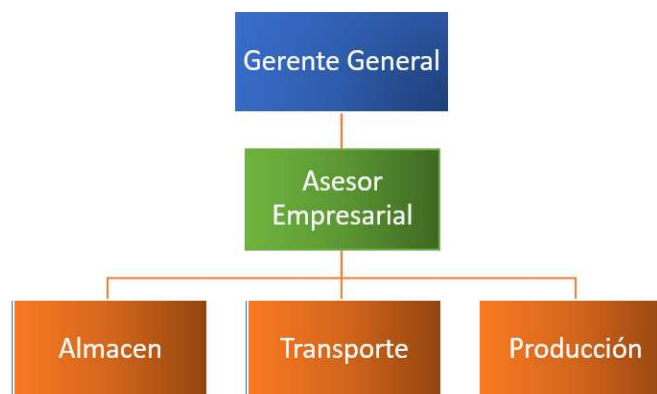 Gerente General
Asesor
Empresarial
Almacen
Transporte
Producción